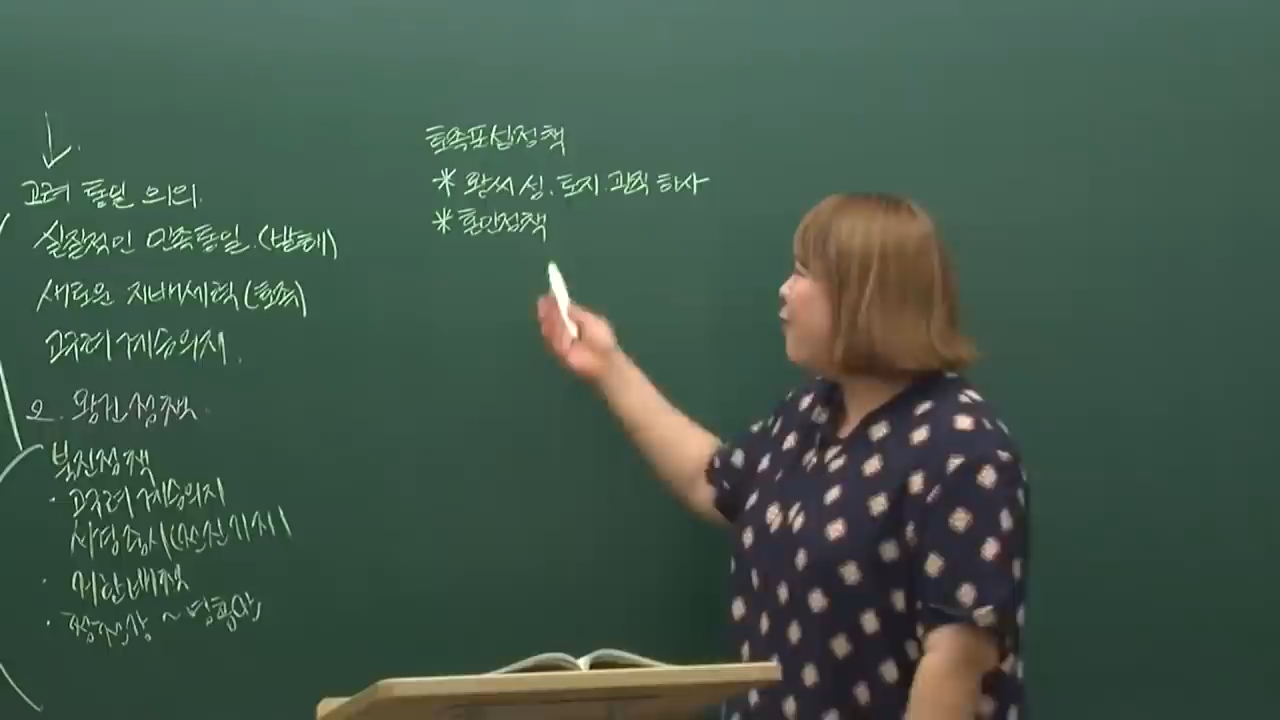 고려 통일 의의.
실질적인 민족통일.(발해)
새로운 지배세력(호족)
고구려 계승의지.
2. 왕건정책.
북진정책
· 고구려 계승의지
서경중시(전진기지)
· 거란배척
· 청천강 ~ 영흥만
호족포섭정책
* 왕씨 성.토지.관직 하사
* 혼인정책